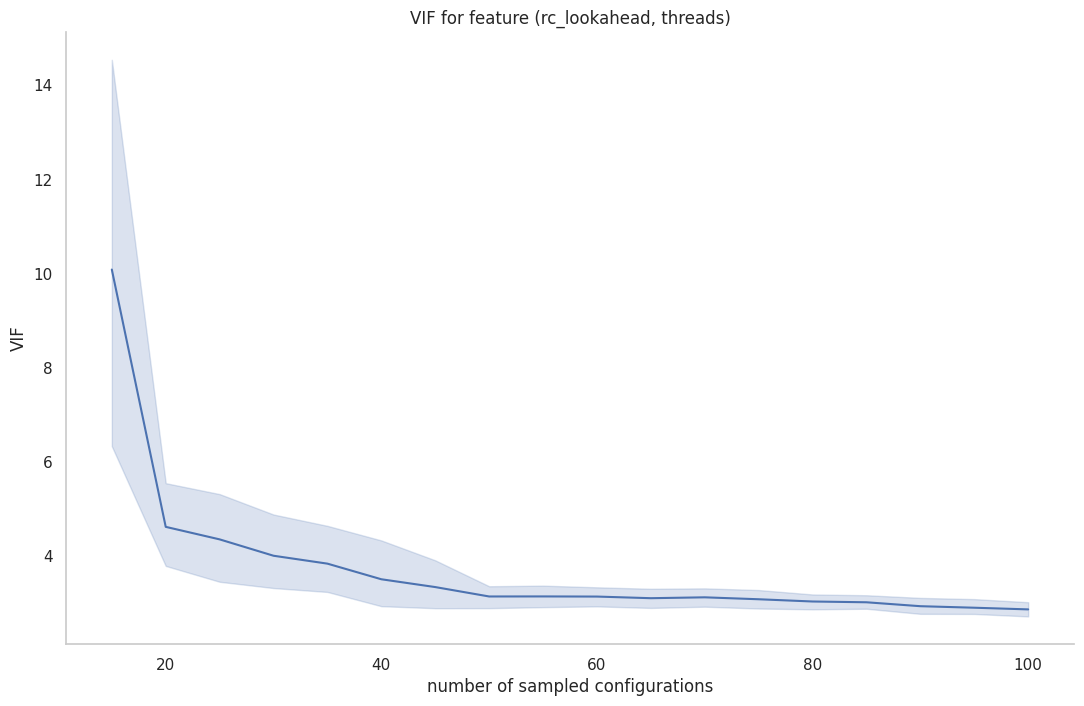 VIF for feature (rc_lookahead, threads)
14
12
10
8
6
4
VIF
20 40 60 80 100
number of sampled configurations